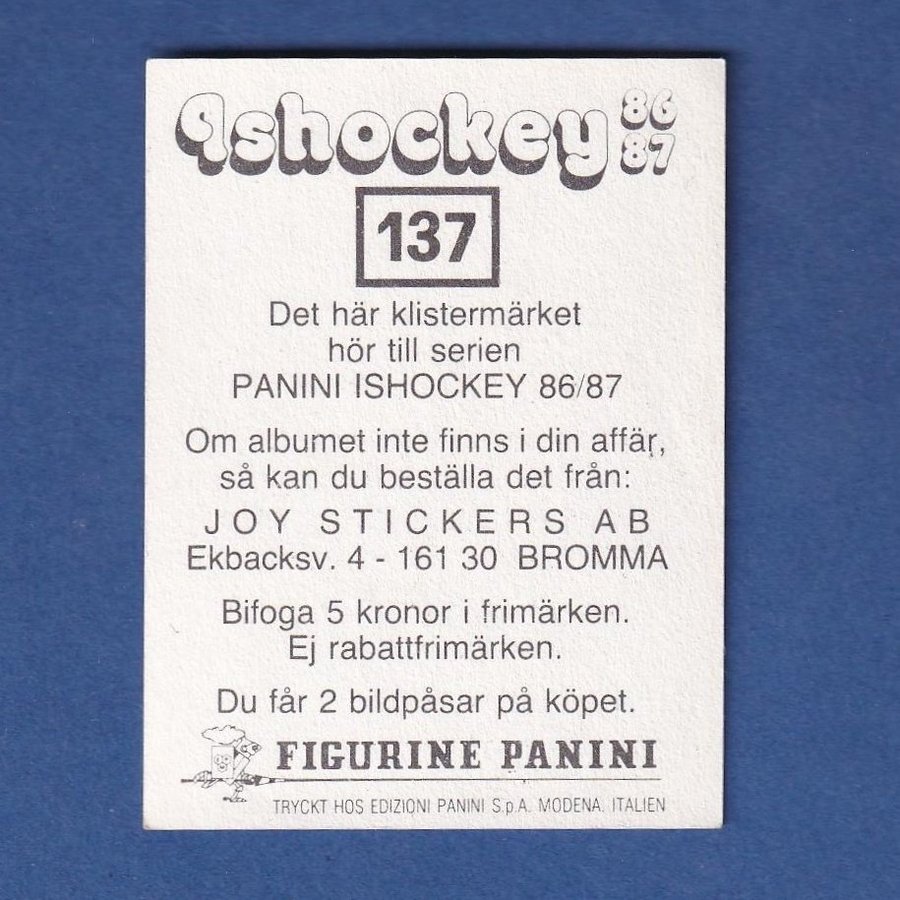 Ishockey 86
87
137
Det här klistermärket
hör till serien
PANINI ISHOCKEY 86/87
Om albumet inte finns i din affär,
så kan du beställa det från:
JOY STICKERS AB
Ekbacksv. 4 - 161 30 BROMMA
Bifoga 5 kronor i frimärken.
Ej rabattfrimärken.
Du får 2 bildpåsar på köpet.
FIGURINE PANINI
TRYCKT HOS EDIZIONI PANINI S.p.A. MODENA. ITALIEN